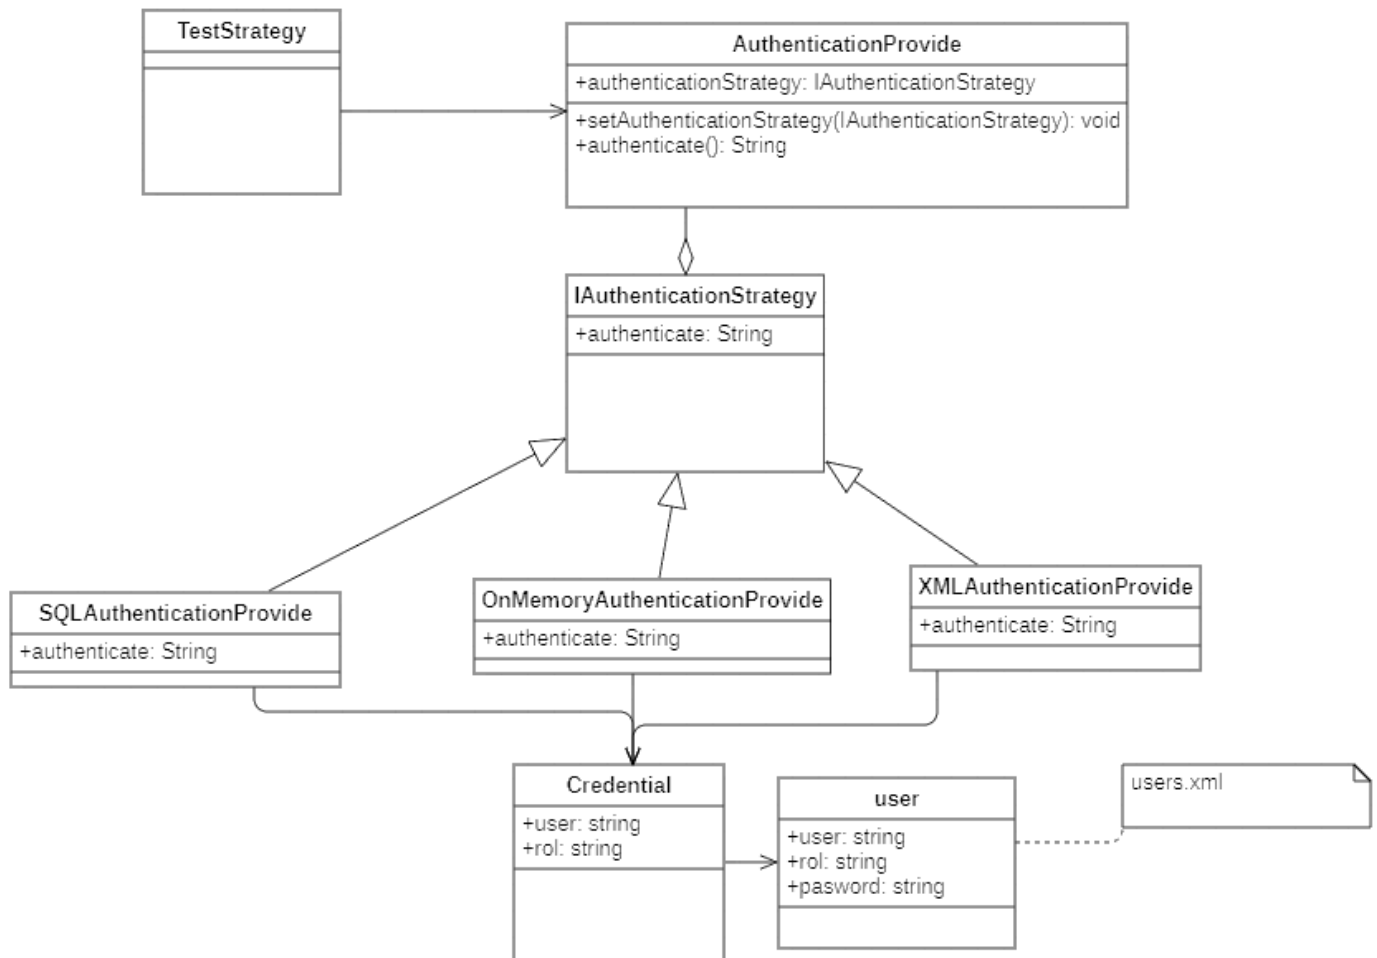 TestStrategy
AuthenticationProvide
+authenticationStrategy: IAuthenticationStrategy
+setAuthenticationStrategy(IAuthenticationStrategy): void
+authenticate(): String
IAuthenticationStrategy
+authenticate: String
SQLAuthenticationProvide
+authenticate: String
OnMemoryAuthenticationProvide
+authenticate: String
XMLAuthenticationProvide
+authenticate: String
Credential
+user: string
+rol: string
user
+user: string
+rol: string
+pasword: string
users.xml